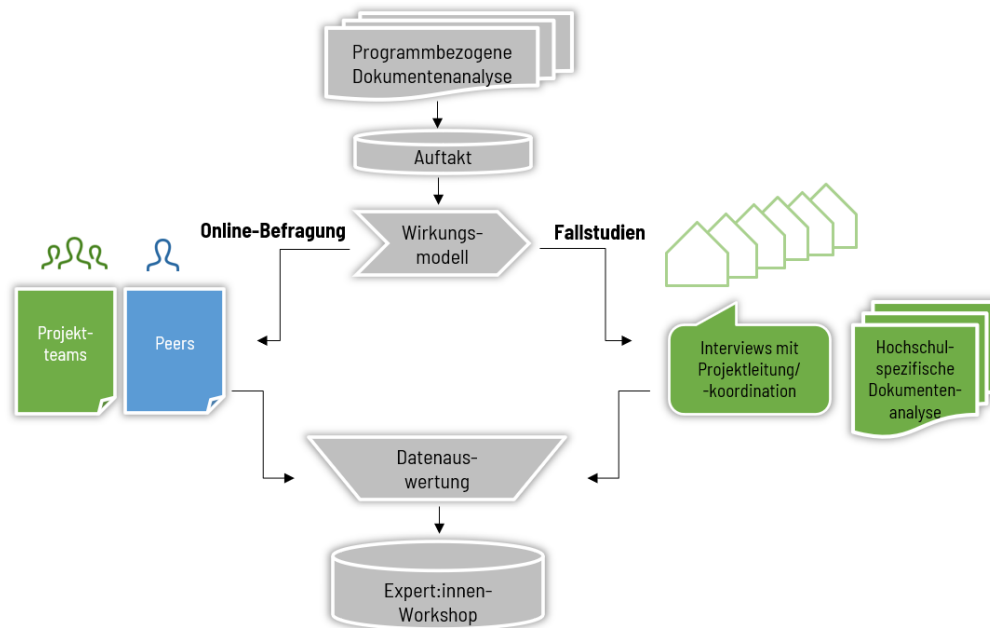 Programmbezogene
Dokumentenanalyse
Auftakt
Online-Befragung
Wirkungs-
modell
Fallstudien
Projekt-
teams
Peers
Interviews mit
Projektleitung/
-koordination
Hochschul-
spezifische
Dokumenten-
analyse
Datenaus-
wertung
Expert:innen-
Workshop